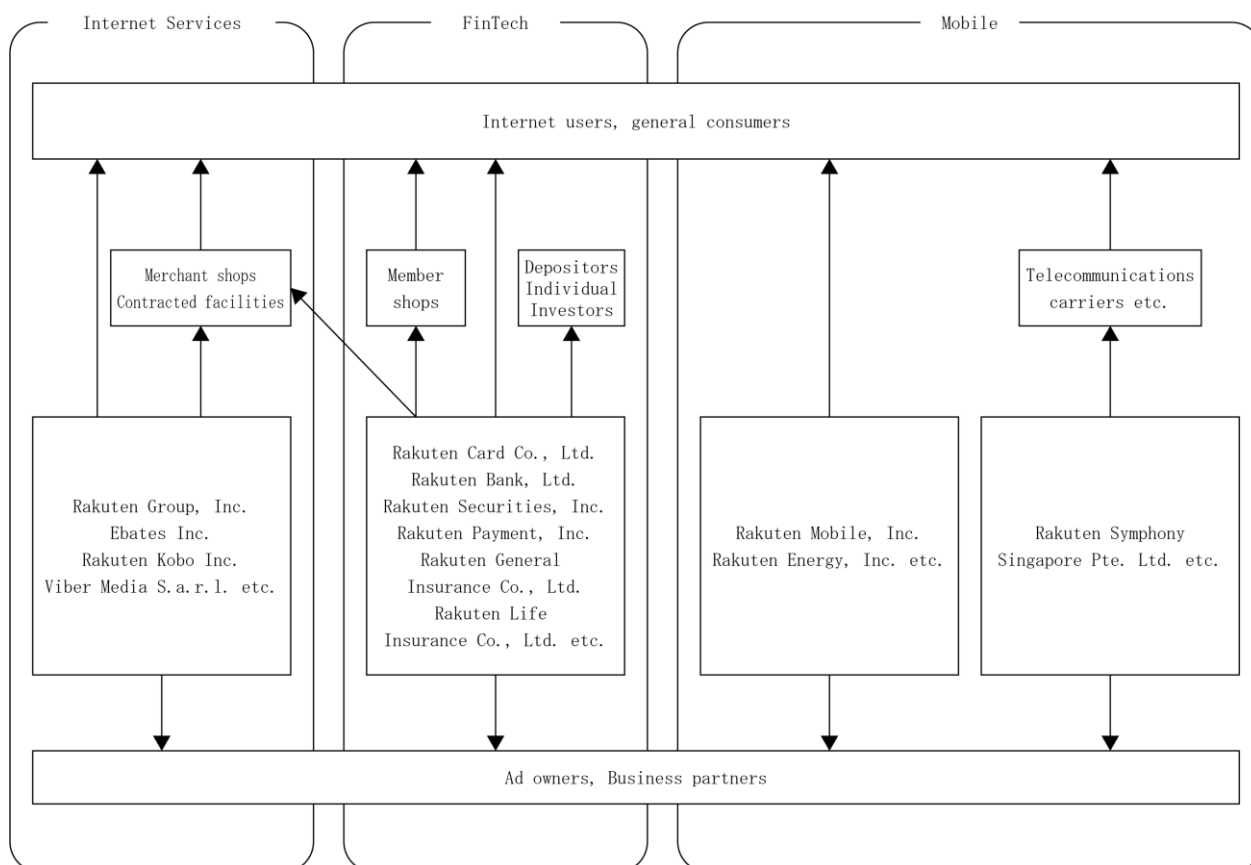 Internet Services
FinTech
Mobile
Internet users, general consumers
Merchant shops
Contracted facilities
Member
shops
Depositors
Individual
Investors
Telecommunications
carriers etc.
Rakuten Group, Inc.
Ebates Inc.
Rakuten Kobo Inc.
Viber Media S.a.r.l. etc.
Rakuten Card Co., Ltd.
Rakuten Bank, Ltd.
Rakuten Securities, Inc.
Rakuten Payment, Inc.
Rakuten General
Insurance Co., Ltd.
Rakuten Life
Insurance Co., Ltd. etc.
Rakuten Mobile, Inc.
Rakuten Energy, Inc. etc.
Rakuten Symphony
Singapore Pte. Ltd. etc.
Ad owners, Business partners